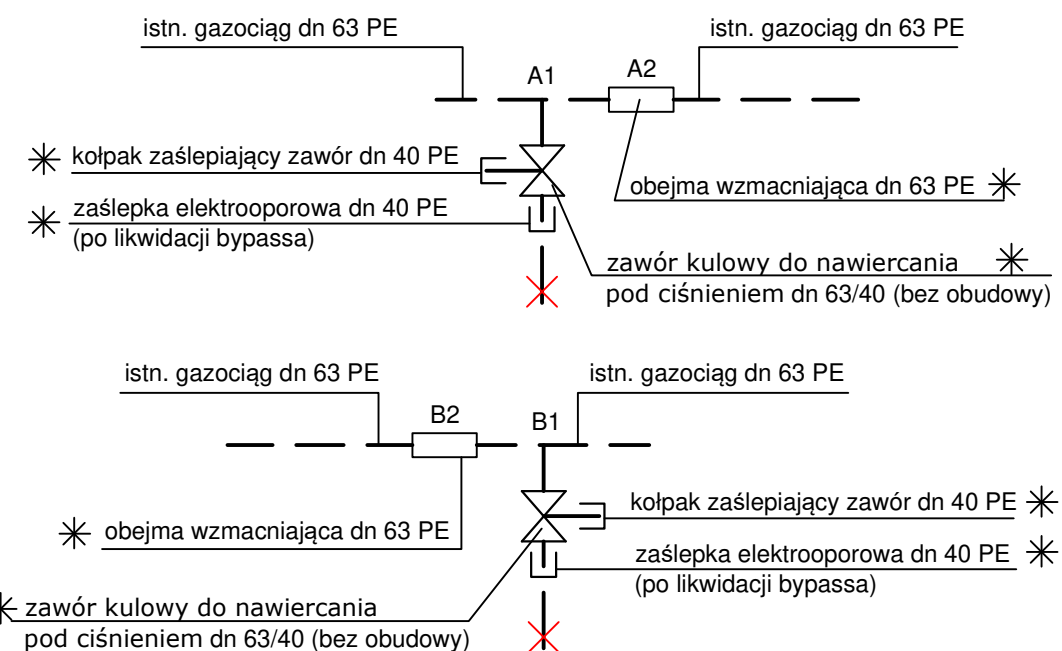 istn. gazociąg dn 63 PE
istn. gazociąg dn 63 PE
A1
A2
kołpak zaślepiający zawór dn 40 PE
obejma wzmacniająca dn 63 PE
zaślepka elektrooporowa dn 40 PE
(po likwidacji bypassa)
zawór kulowy do nawiercania
pod ciśnieniem dn 63/40 (bez obudowy)
istn. gazociąg dn 63 PE
istn. gazociąg dn 63 PE
B2
B1
kołpak zaślepiający zawór dn 40 PE
obejma wzmacniająca dn 63 PE
zaślepka elektrooporowa dn 40 PE
(po likwidacji bypassa)
zawór kulowy do nawiercania
pod ciśnieniem dn 63/40 (bez obudowy)